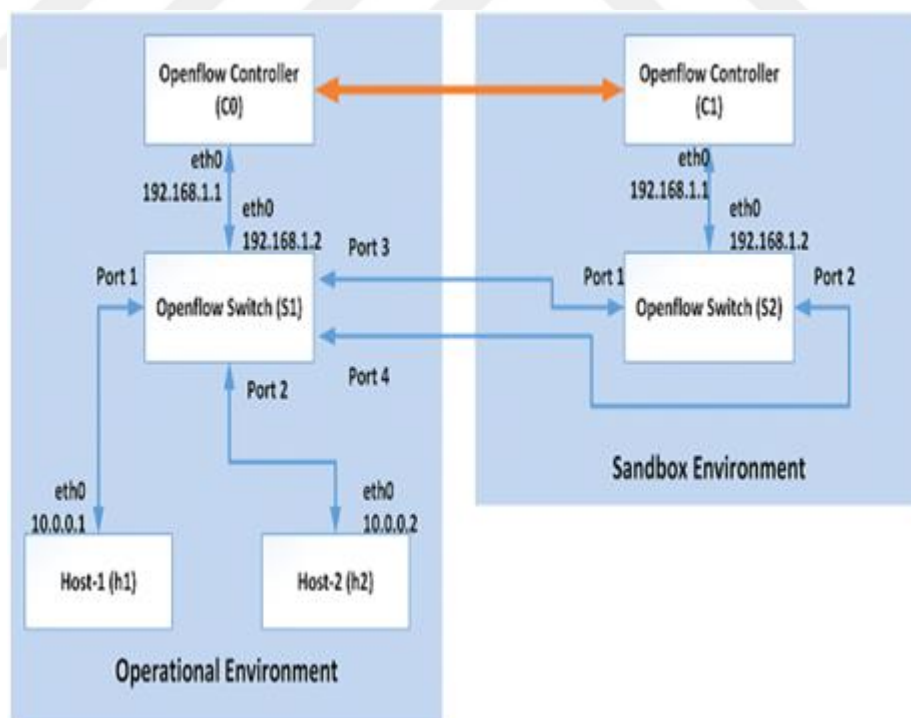 Openflow Controller
(C0)
eth0
192.168.1.1
eth0
192.168.1.2
Port 1
Openflow Switch (S1)
Port 3
Port 4
Port 2
eth0
10.0.0.1
Host-1 (h1)
eth0
10.0.0.2
Host-2 (h2)
Operational Environment
Openflow Controller
(C1)
eth0
192.168.1.1
192.168.1.2
Port 1
Openflow Switch (S2)
Port 2
Sandbox Environment